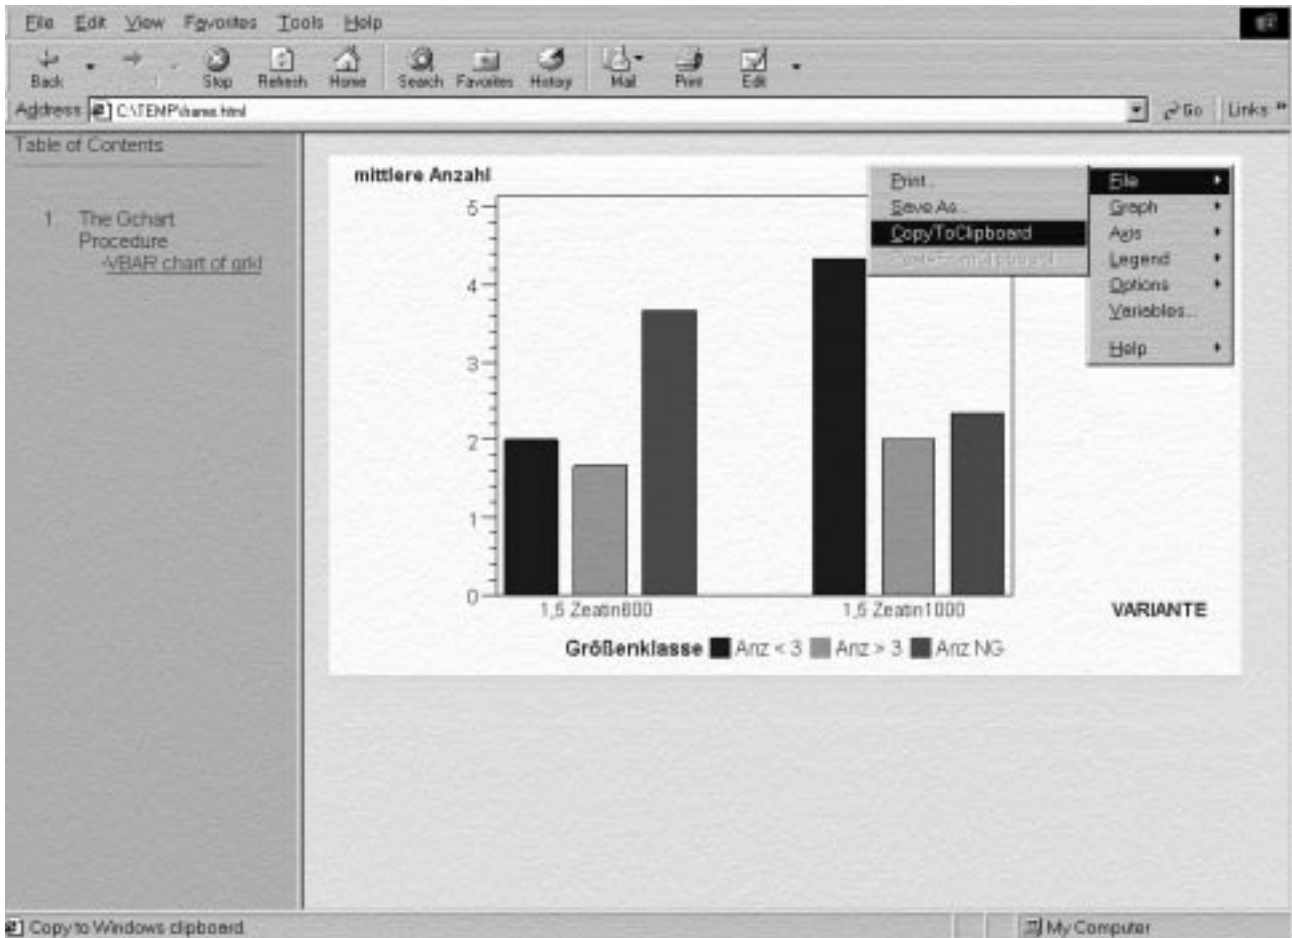 File Edit View Favorites Tools Help
Back Stop Refresh Home Search Favorites History Mail Print Edit
Address C:\TEMP\frame.html Go Links »
Table of Contents
1. The Gchart
Procedure
-VBAR chart of grkl
mittlere Anzahl
Print...
Save As...
CopyToClipboard
File
Graph
Axis
Legend
Options
Variables...
Help
5
4
3
2
1
0
1,5 Zeatin600 1,5 Zeatin1000 VARIANTE
Größenklasse Anz < 3 Anz > 3 Anz NG
Copy to Windows clipboard My Computer